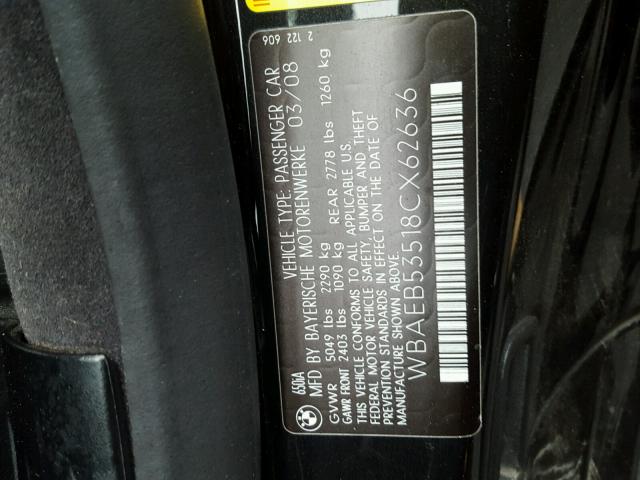 650iA
VEHICLE TYPE: PASSENGER CAR
2 122 606
MFD BY BAYERISCHE MOTORENWERKE 03/08
GVWR 5049 lbs 2290 kg
GAWR FRONT 2403 lbs 1090 kg REAR 2778 lbs 1260 kg
THIS VEHICLE CONFORMS TO ALL APPLICABLE U.S.
FEDERAL MOTOR VEHICLE SAFETY, BUMPER AND THEFT
PREVENTION STANDARDS IN EFFECT ON THE DATE OF
MANUFACTURE SHOWN ABOVE.
WBAEB53518CX62636